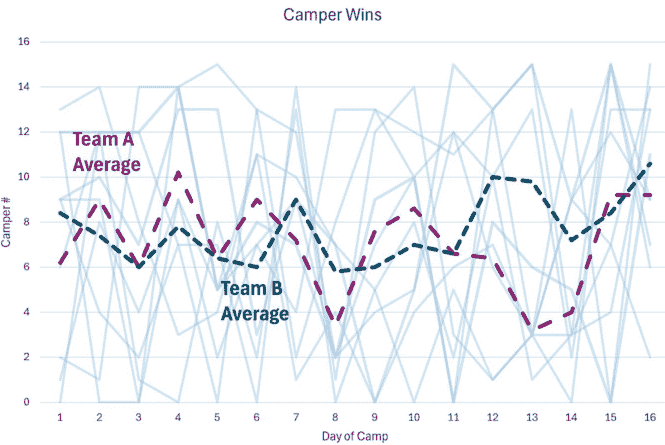 Camper Wins
16
14
12
10
8
6
4
2
0
Camper #
Team A
Average
Team B
Average
1 2 3 4 5 6 7 8 9 10 11 12 13 14 15 16
Day of Camp